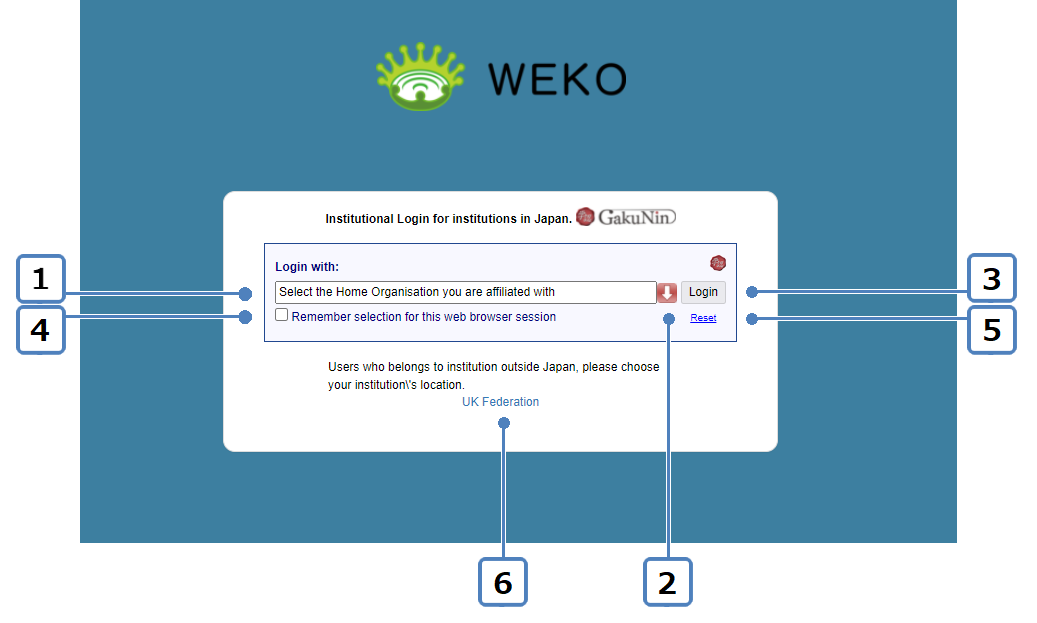 WEKO
Institutional Login for institutions in Japan. GakuNin
Login with:
1
3
Select the Home Organisation you are affiliated with Login
4
Remember selection for this web browser session Reset
5
Users who belongs to institution outside Japan, please choose
your institution\'s location.
UK Federation
6
2